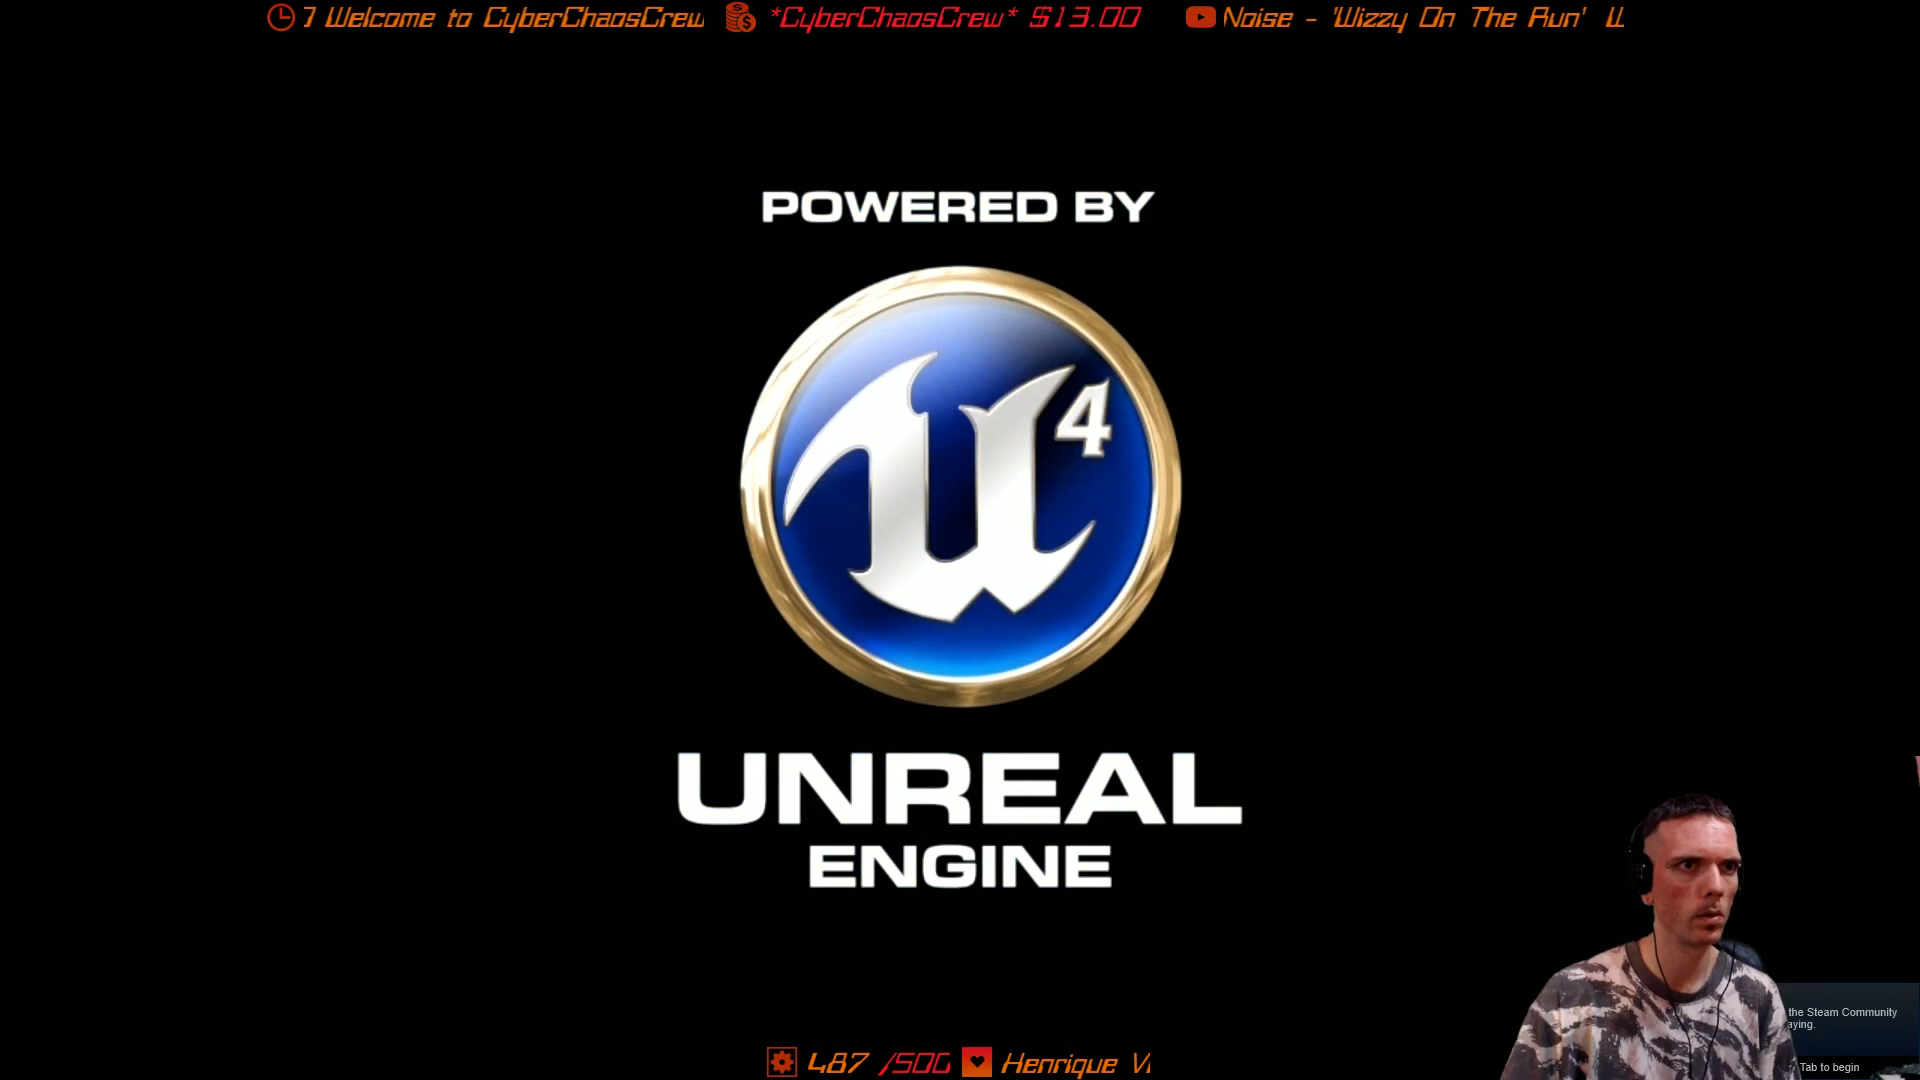 7 Welcome to CyberChaosCrew
*CyberChaosCrew* $13.00
Noise - 'Wizzy On The Run'
POWERED BY
U4
UNREAL
ENGINE
the Steam Community
aying.
Tab to begin
487 /500
Henrique